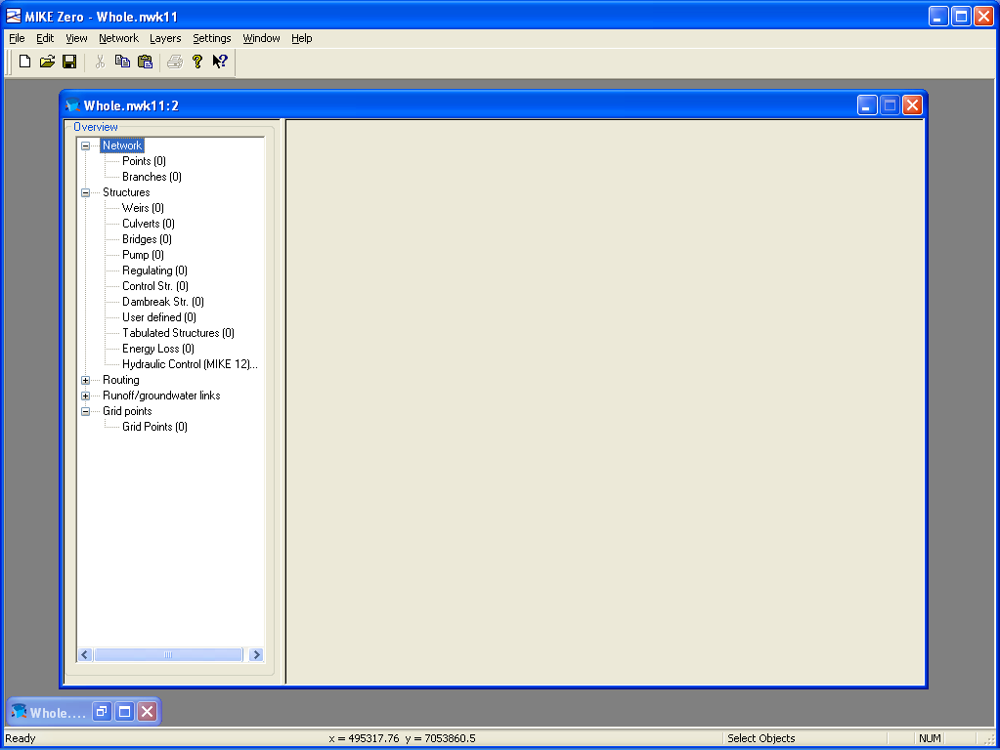 MIKE Zero - Whole.nwk11
File Edit View Network Layers Settings Window Help
Whole.nwk11:2
Overview
Network
Points (0)
Branches (0)
Structures
Weirs (0)
Culverts (0)
Bridges (0)
Pump (0)
Regulating (0)
Control Str. (0)
Dambreak Str. (0)
User defined (0)
Tabulated Structures (0)
Energy Loss (0)
Hydraulic Control (MIKE 12)...
Routing
Runoff/groundwater links
Grid points
Grid Points (0)
Whole....
Ready x = 495317.76 y = 7053860.5 Select Objects NUM